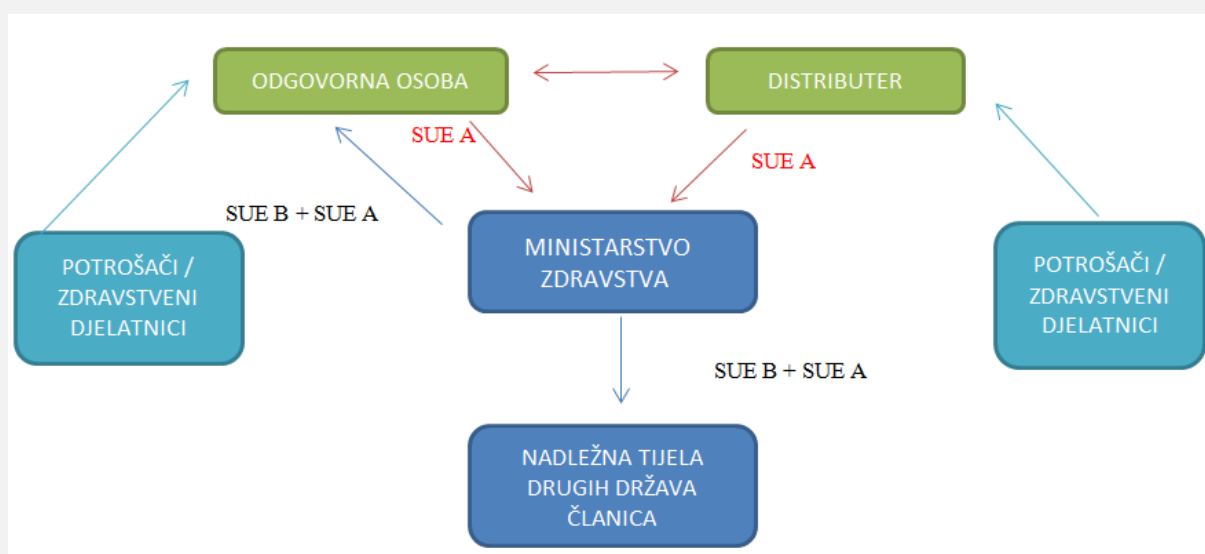 ODGOVORNA OSOBA
DISTRIBUTER
SUE A
SUE A
SUE B + SUE A
POTROŠAČI /
ZDRAVSTVENI
DJELATNICI
MINISTARSTVO
ZDRAVSTVA
POTROŠAČI /
ZDRAVSTVENI
DJELATNICI
SUE B + SUE A
NADLEŽNA TIJELA
DRUGIH DRŽAVA
ČLANICA